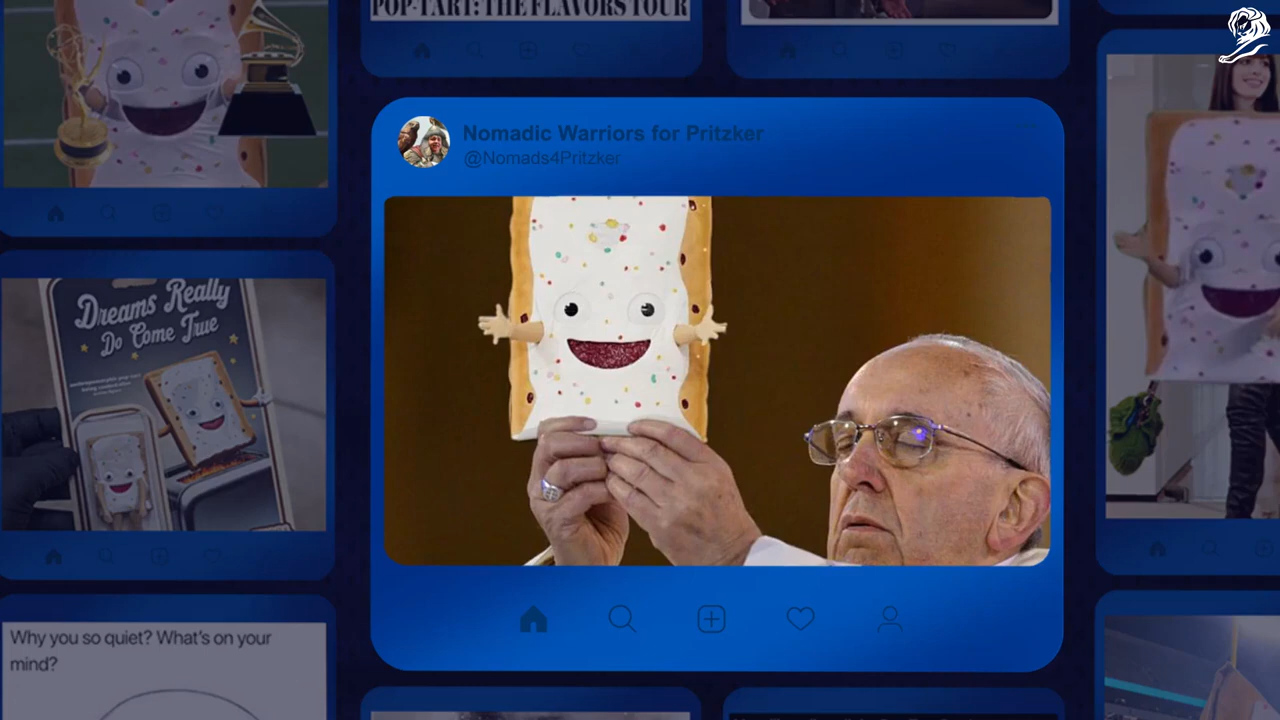 POP-TART: THE FLAVORS TOUR
Nomadic Warriors for Pritzker
@Nomads4Pritzker
Dreams Really
Do Come True
Why you so quiet? What's on your
mind?